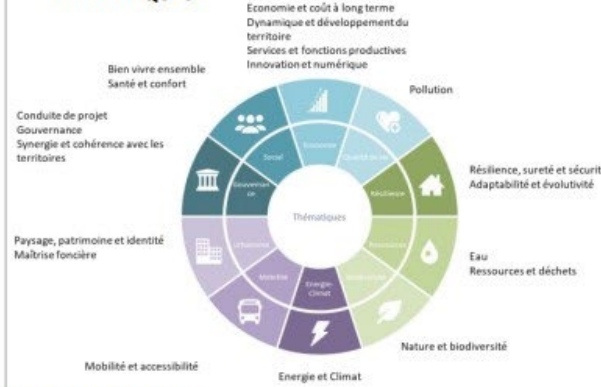 Economie et coût à long terme
Dynamique et développement du
territoire
Services et fonctions productives
Innovation et numérique
Bien vivre ensemble
Santé et confort
Pollution
Conduite de projet
Gouvernance
Synergie et cohérence avec les
territoires
Résilience, sureté et sécurit
Adaptabilité et évolutivité
Paysage, patrimoine et identité
Maîtrise foncière
Eau
Ressources et déchets
Mobilité et accessibilité
Nature et biodiversité
Energie et Climat
Thématiques
Social
Economie
Résilience
Ressources
Energie-
Climat
Mobilité
Urbanisme
Gouvernan
ce